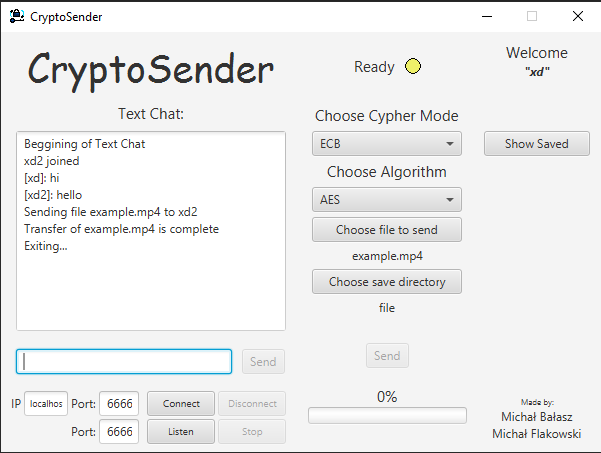 CryptoSender
CryptoSender
Ready
Welcome
"xd"
Text Chat:
Beggining of Text Chat
xd2 joined
[xd]: hi
[xd2]: hello
Sending file example.mp4 to xd2
Transfer of example.mp4 is complete
Exiting...
Choose Cypher Mode
ECB
Show Saved
Choose Algorithm
AES
Choose file to send
example.mp4
Choose save directory
file
Send
Send
IP localhos Port: 6666 Connect Disconnect
Port: 6666 Listen Stop
0%
Made by:
Michał Bałasz
Michał Flakowski